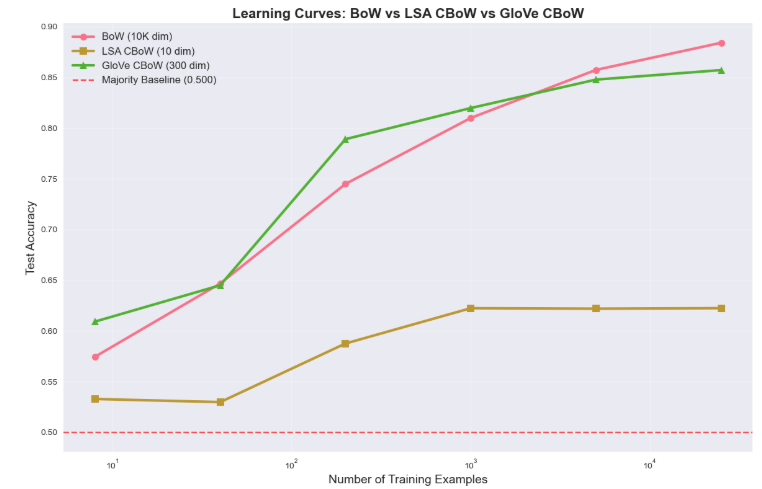 Learning Curves: BoW vs LSA CBoW vs GloVe CBoW
BoW (10K dim)
LSA CBoW (10 dim)
GloVe CBoW (300 dim)
Majority Baseline (0.500)
Test Accuracy
0.90
0.85
0.80
0.75
0.70
0.65
0.60
0.55
0.50
10¹ 10² 10³ 10⁴
Number of Training Examples